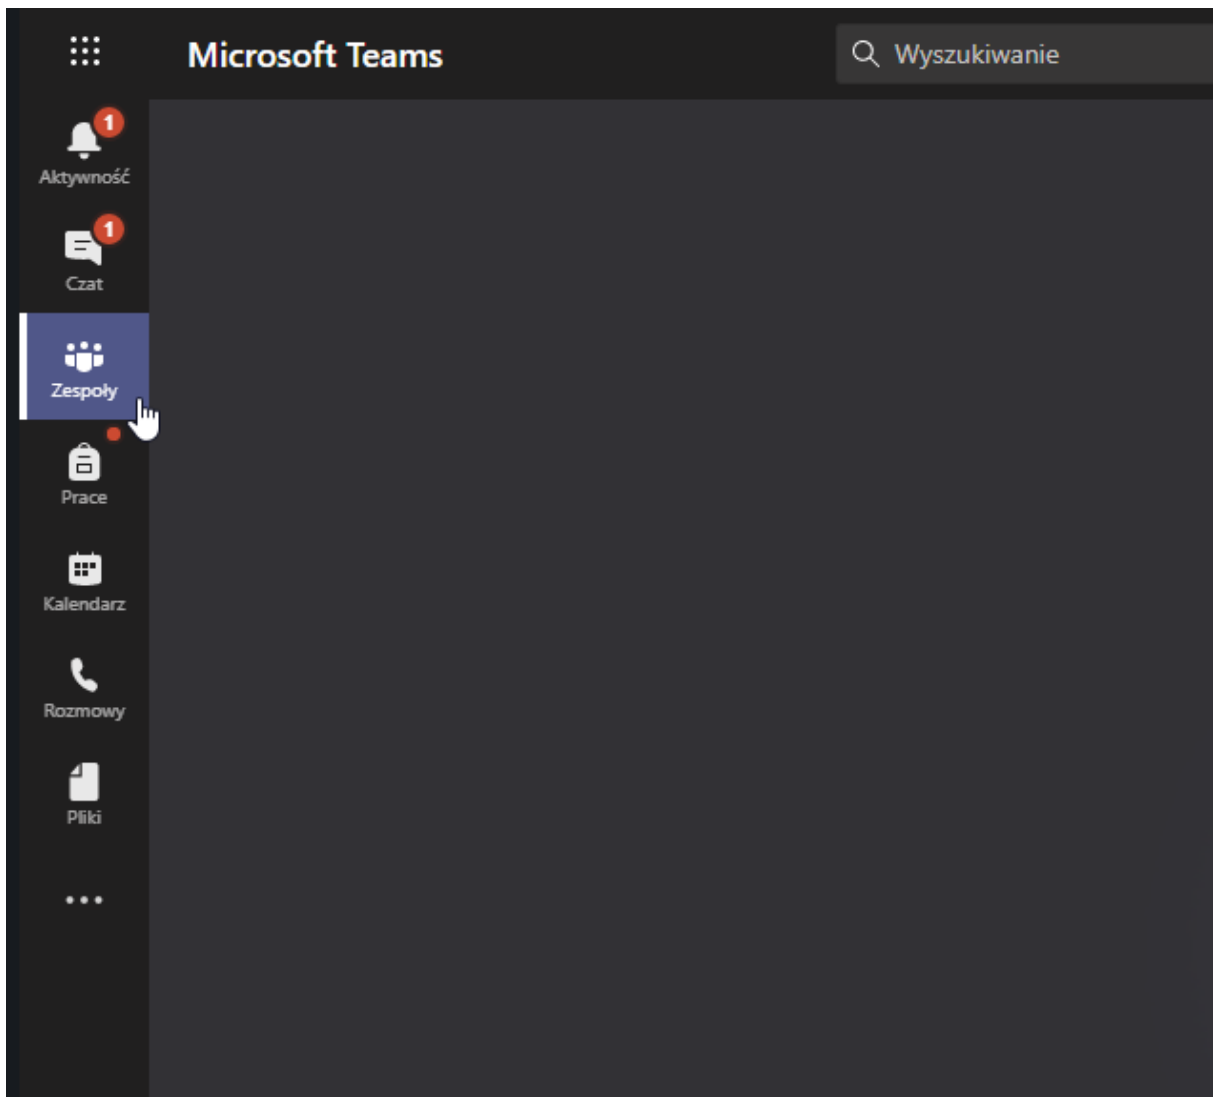 Microsoft Teams
Wyszukiwanie
1
Aktywność
1
Czat
Zespoły
Prace
Kalendarz
Rozmowy
Pliki